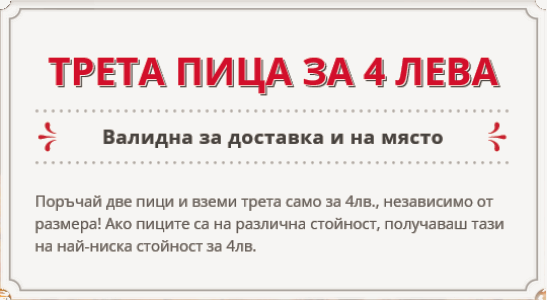 ТРЕТА ПИЦА ЗА 4 ЛЕВА
Валидна за доставка и на място
Поръчай две пици и вземи трета само за 4лв., независимо от
размера! Ако пиците са на различна стойност, получаваш тази
на най-ниска стойност за 4лв.